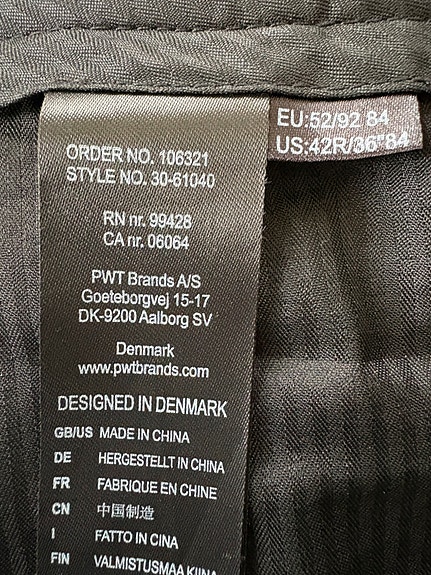 EU:52/92 84
US:42R/36"84
ORDER NO. 106321
STYLE NO. 30-61040
RN nr. 99428
CA nr. 06064
PWT Brands A/S
Goeteborgvej 15-17
DK-9200 Aalborg SV
Denmark
www.pwtbrands.com
DESIGNED IN DENMARK
GB/US MADE IN CHINA
DE HERGESTELLT IN CHINA
FR FABRIQUE EN CHINE
CN 中国制造
I FATTO IN CINA
FIN VALMISTUSMAA KIINA